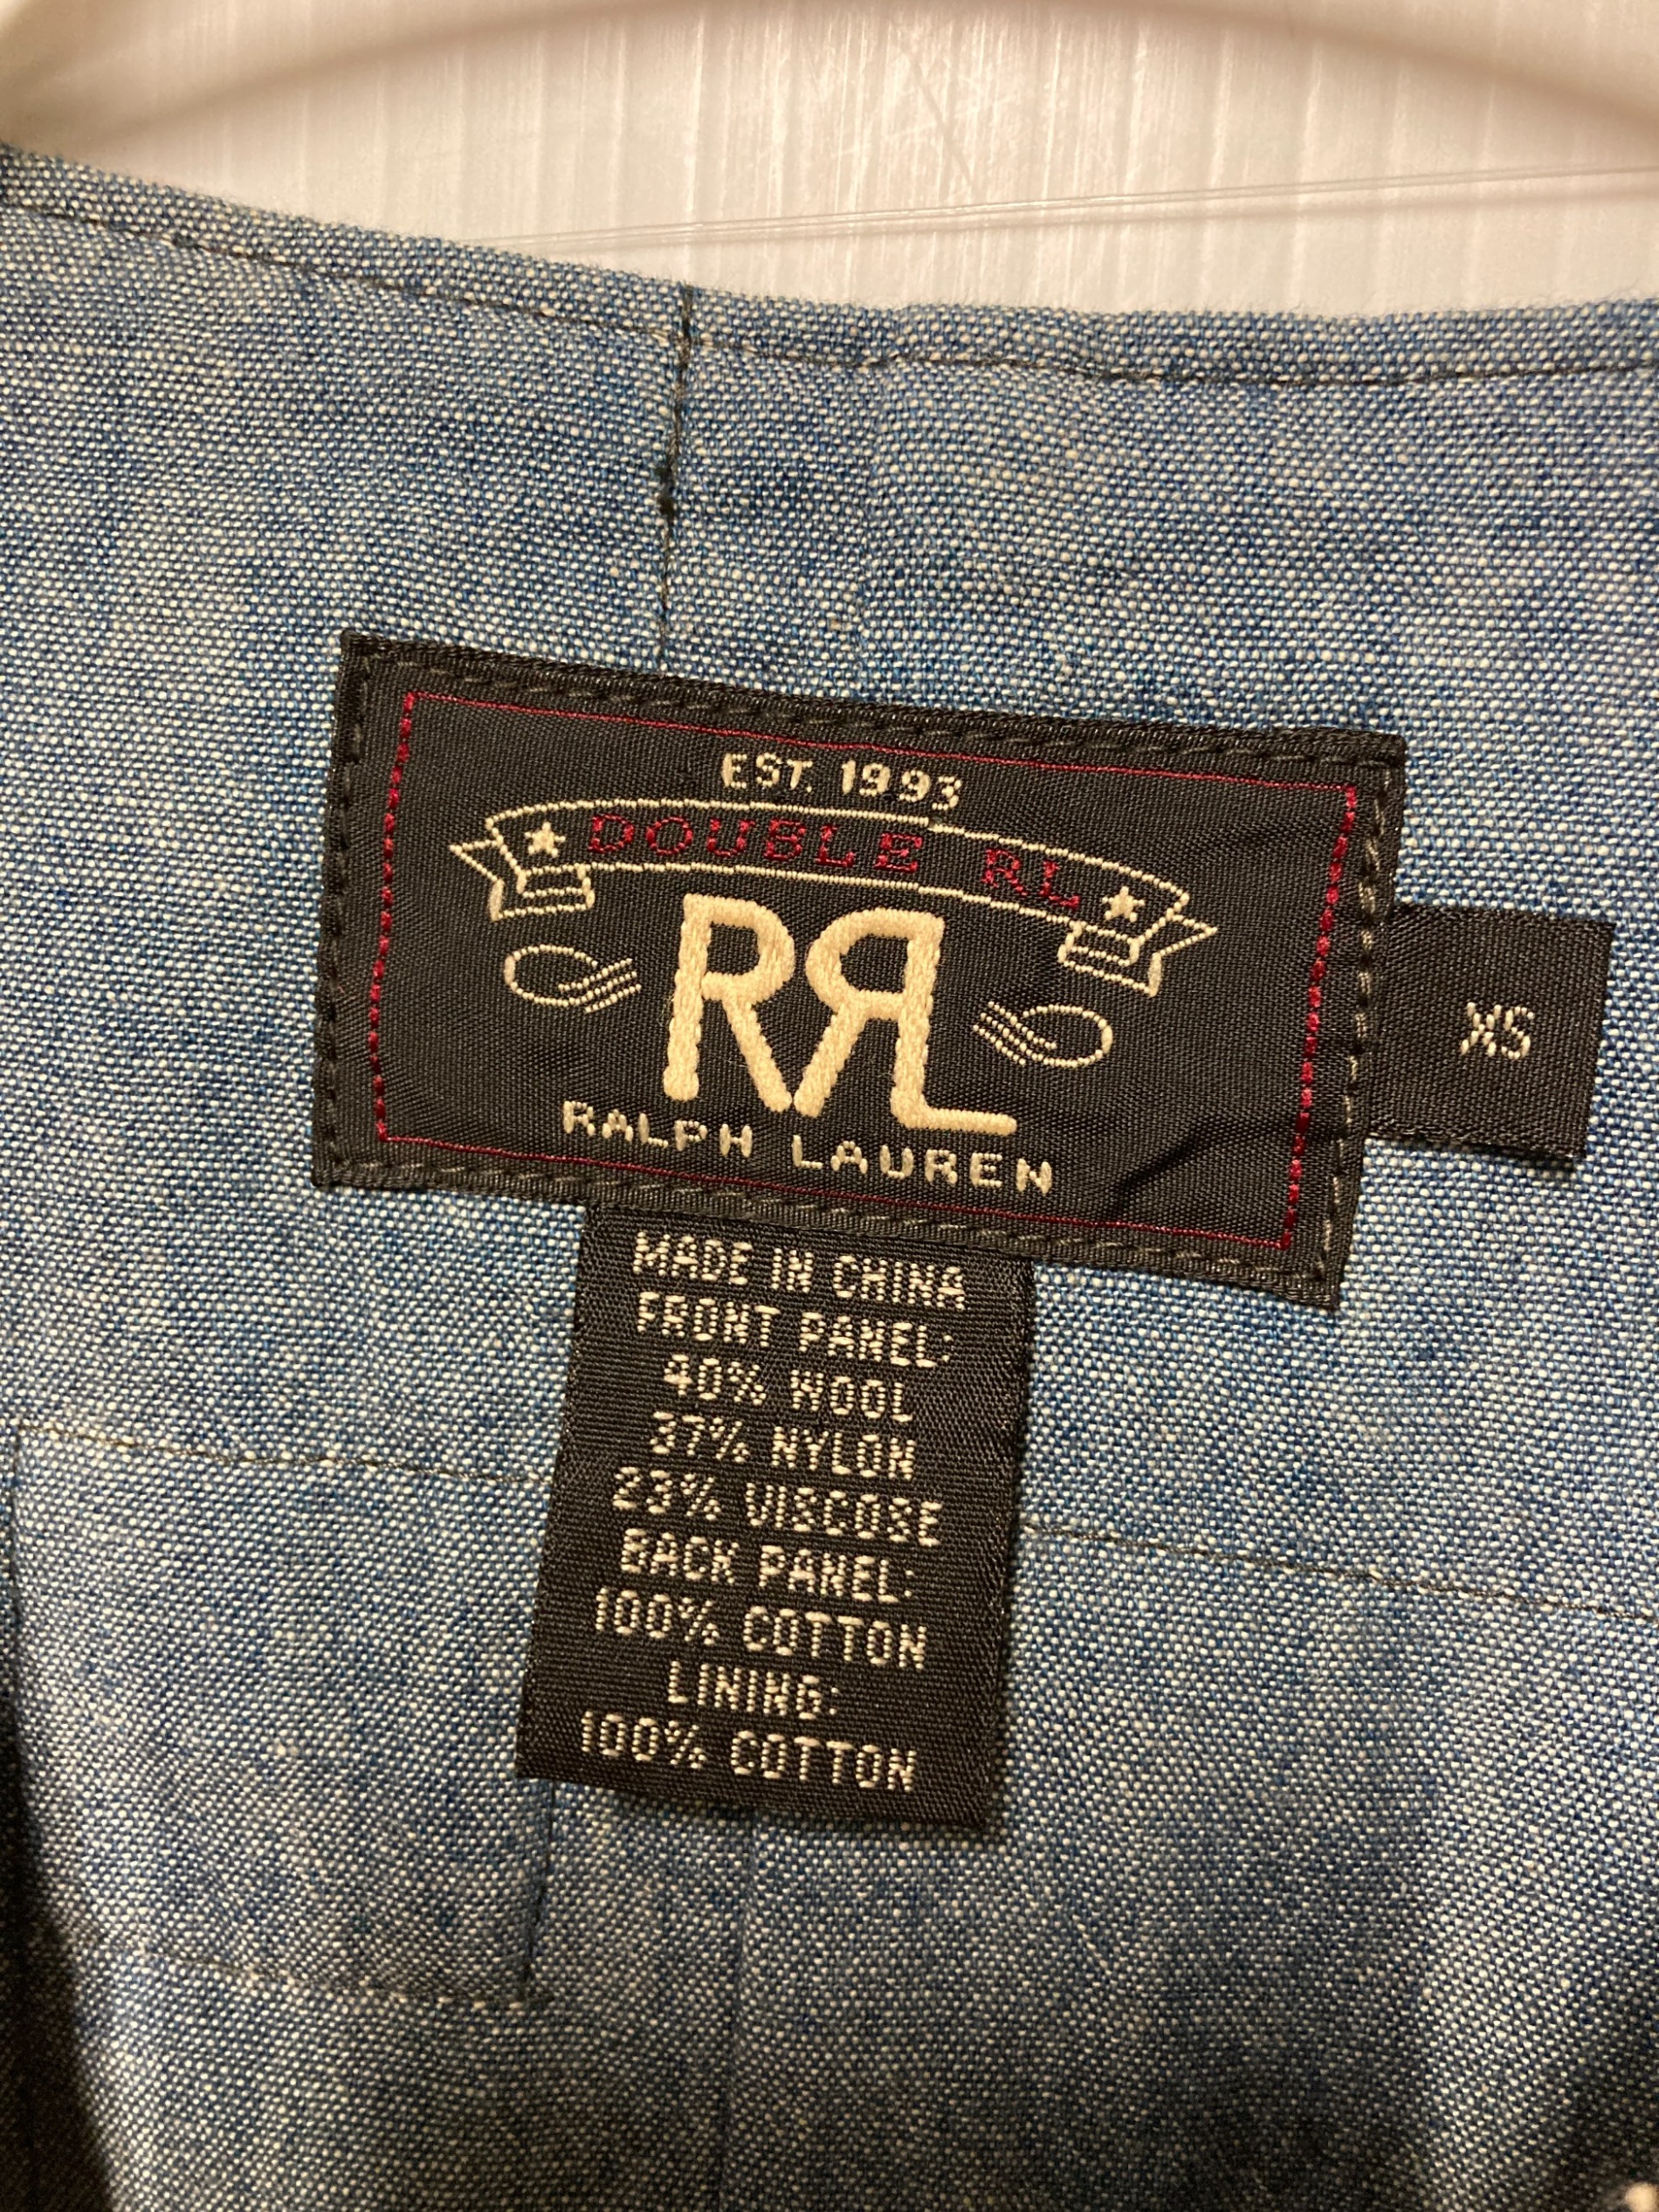 EST. 1993
DOUBLE RL
RRL
RALPH LAUREN
XS
MADE IN CHINA
FRONT PANEL:
40% WOOL
37% NYLON
23% VISCOSE
BACK PANEL:
100% COTTON
LINING:
100% COTTON